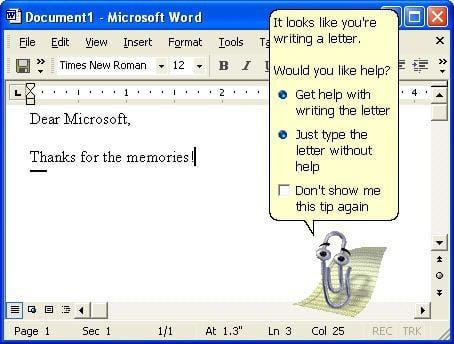 Document1 - Microsoft Word
File Edit View Insert Format Tools
Times New Roman 12 B I
It looks like you're
writing a letter.
Would you like help?
Get help with
writing the letter
Just type the
letter without
help
Don't show me
this tip again
1 4
Dear Microsoft,
Thanks for the memories!
Page 1 Sec 1 1/1 At 1.3" Ln 3 Col 25 REC TRK